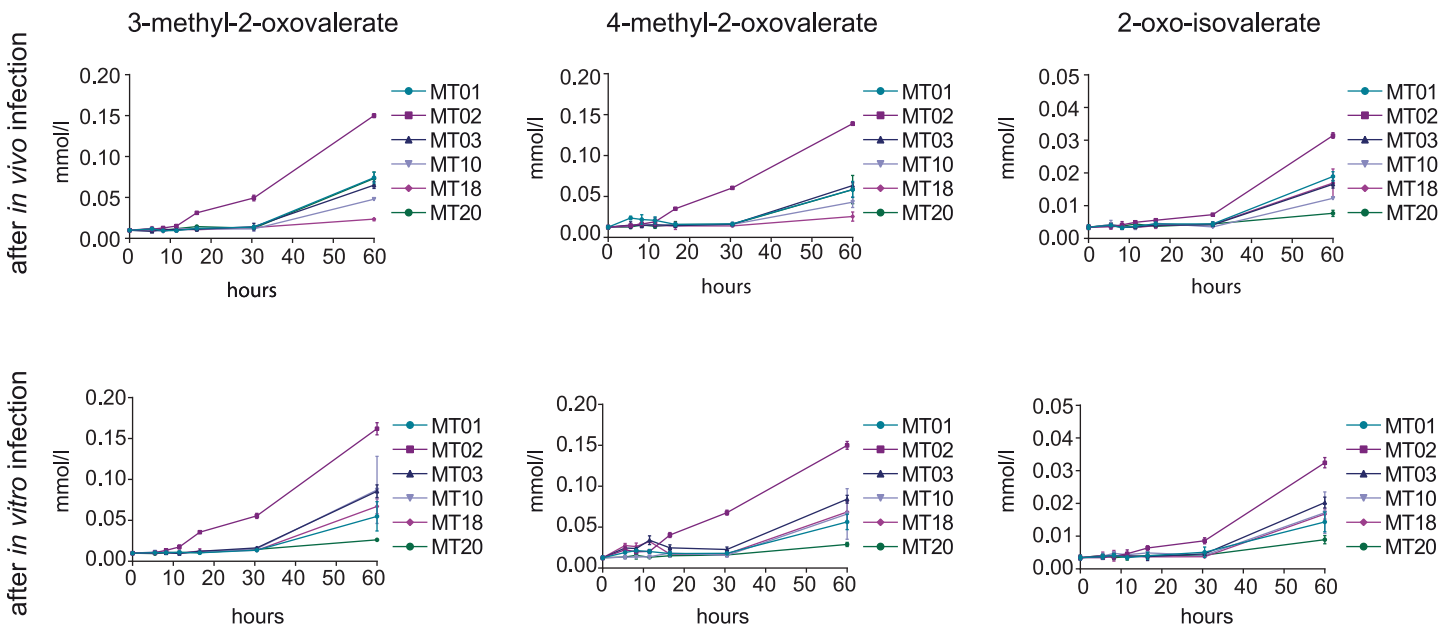 3-methyl-2-oxovalerate
4-methyl-2-oxovalerate
2-oxo-isovalerate
after in vivo infection
mmol/l
0.20
0.15
0.10
0.05
0.00
0 10 20 30 40 50 60
hours
MT01
MT02
MT03
MT10
MT18
MT20
mmol/l
0.20
0.15
0.10
0.05
0.00
0 10 20 30 40 50 60
hours
MT01
MT02
MT03
MT10
MT18
MT20
mmol/l
0.05
0.04
0.03
0.02
0.01
0.00
0 10 20 30 40 50 60
hours
MT01
MT02
MT03
MT10
MT18
MT20
after in vitro infection
mmol/l
0.20
0.15
0.10
0.05
0.00
0 10 20 30 40 50 60
hours
MT01
MT02
MT03
MT10
MT18
MT20
mmol/l
0.20
0.15
0.10
0.05
0.00
0 10 20 30 40 50 60
hours
MT01
MT02
MT03
MT10
MT18
MT20
mmol/l
0.05
0.04
0.03
0.02
0.01
0.00
0 10 20 30 40 50 60
hours
MT01
MT02
MT03
MT10
MT18
MT20